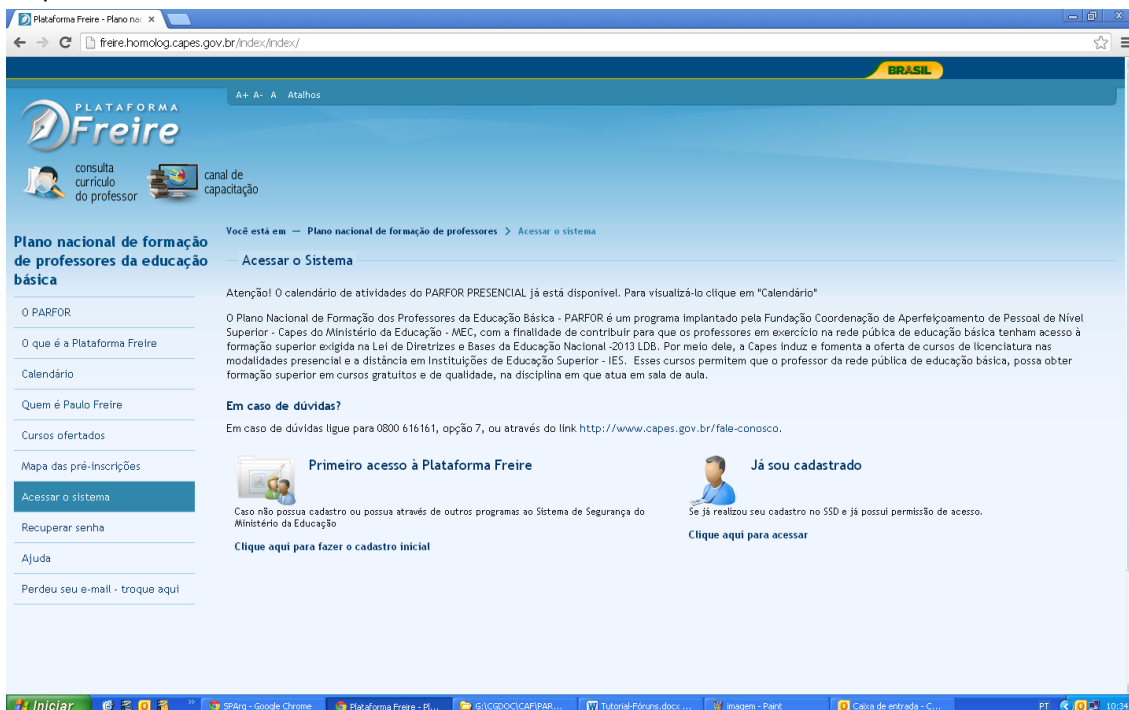 Plataforma Freire - Plano na
freire.homolog.capes.gov.br/index/index/
BRASIL
A+ A- A Atalhos
PLATAFORMA
Freire
consulta
currículo
do professor
canal de
capacitação
Plano nacional de formação
de professores da educação
básica
O PARFOR
O que é a Plataforma Freire
Calendário
Quem é Paulo Freire
Cursos ofertados
Mapa das pré-inscrições
Acessar o sistema
Recuperar senha
Ajuda
Perdeu seu e-mail - troque aqui
Você está em — Plano nacional de formação de professores > Acessar o sistema
Acessar o Sistema
Atenção! O calendário de atividades do PARFOR PRESENCIAL já está disponivel. Para visualizá-lo clique em "Calendário"
O Plano Nacional de Formação dos Professores da Educação Básica - PARFOR é um programa implantado pela Fundação Coordenação de Aperfeiçoamento de Pessoal de Nível
Superior - Capes do Ministério da Educação - MEC, com a finalidade de contribuir para que os professores em exercício na rede púbica de educação básica tenham acesso à
formação superior exigida na Lei de Diretrizes e Bases da Educação Nacional -2013 LDB. Por meio dele, a Capes induz e fomenta a oferta de cursos de licenciatura nas
modalidades presencial e a distância em Instituições de Educação Superior - IES. Esses cursos permitem que o professor da rede pública de educação básica, possa obter
formação superior em cursos gratuitos e de qualidade, na disciplina em que atua em sala de aula.
Em caso de dúvidas?
Em caso de dúvidas ligue para 0800 616161, opção 7, ou através do link http://www.capes.gov.br/fale-conosco.
Primeiro acesso à Plataforma Freire
Caso não possua cadastro ou possua através de outros programas ao Sistema de Segurança do
Ministério da Educação
Clique aqui para fazer o cadastro inicial
Já sou cadastrado
Se já realizou seu cadastro no SSD e já possui permissão de acesso.
Clique aqui para acessar
Iniciar
SPArq - Google Chrome
Plataforma Freire - Pl...
G:\CGDOC\CAF\PAR...
Tutorial-Fóruns.docx ...
imagem - Paint
Caixa de entrada - C...
PT
10:34